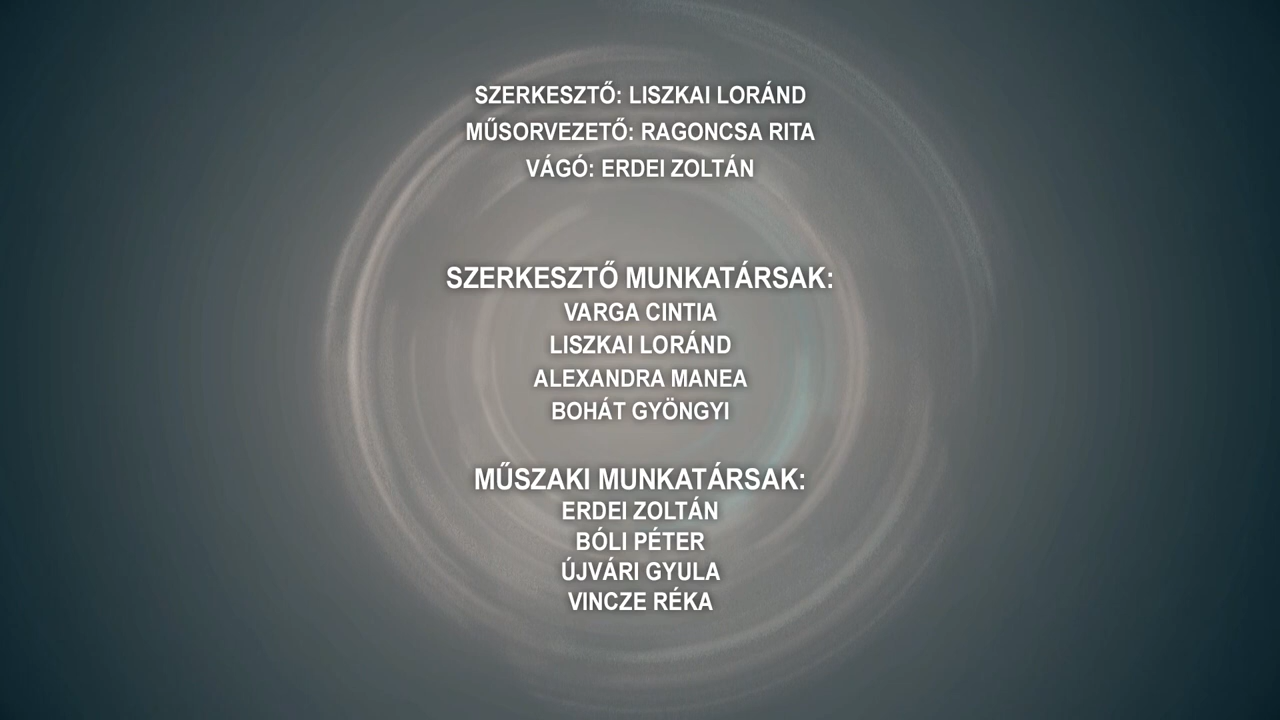 SZERKESZTŐ: LISZKAI LORÁND
MŰSORVEZETŐ: RAGONCSA RITA
VÁGÓ: ERDEI ZOLTÁN
SZERKESZTŐ MUNKATÁRSAK:
VARGA CINTIA
LISZKAI LORÁND
ALEXANDRA MANEA
BOHÁT GYÖNGYI
MŰSZAKI MUNKATÁRSAK:
ERDEI ZOLTÁN
BÓLI PÉTER
ÚJVÁRI GYULA
VINCZE RÉKA